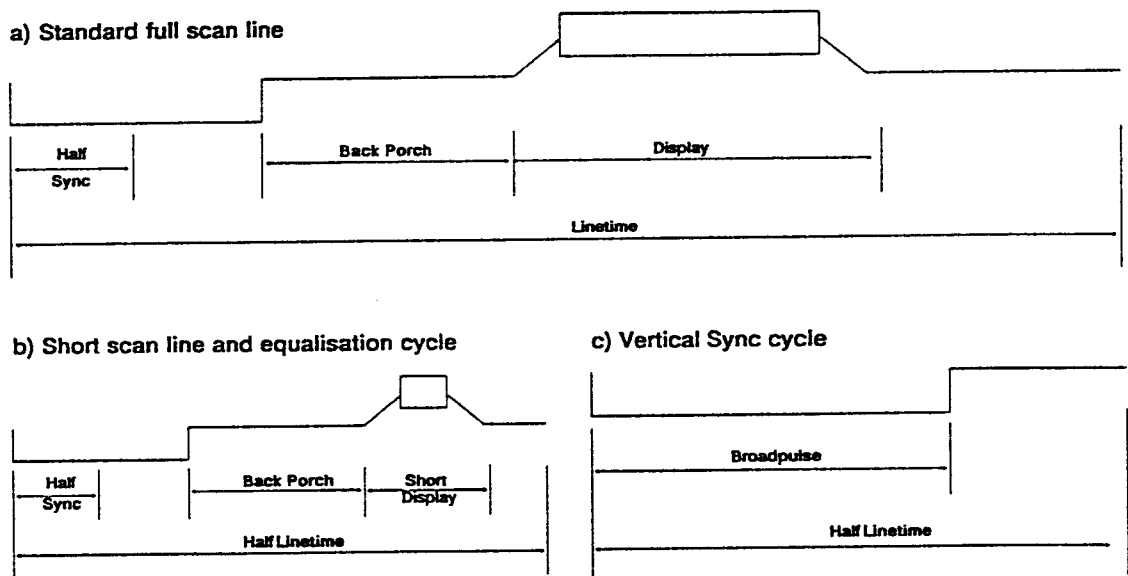 a) Standard full scan line
Half
Sync
Back Porch
Display
Linetime
b) Short scan line and equalisation cycle
Half
Sync
Back Porch
Short
Display
Half Linetime
c) Vertical Sync cycle
Broadpulse
Half Linetime